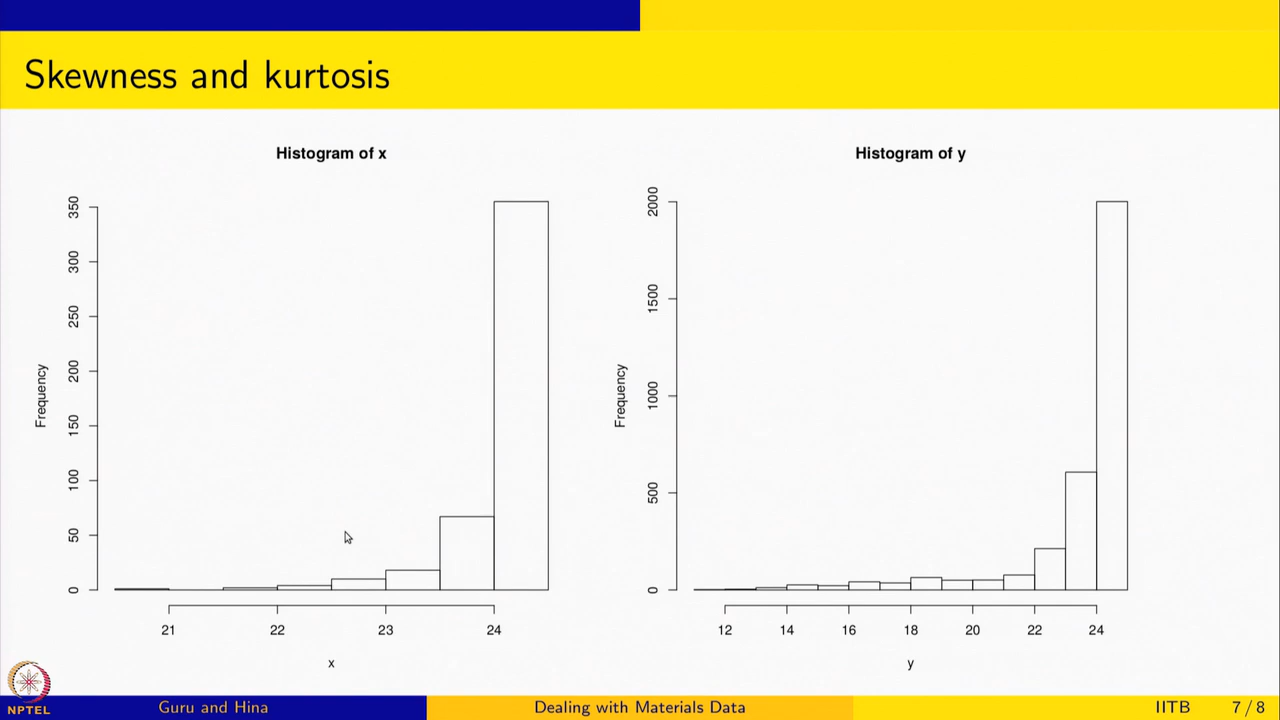 Skewness and kurtosis
Histogram of x
350
300
250
200
150
100
50
0
Frequency
21 22 23 24
x
Histogram of y
2000
1500
1000
500
0
Frequency
12 14 16 18 20 22 24
y
NPTEL
Guru and Hina Dealing with Materials Data IITB 7 / 8